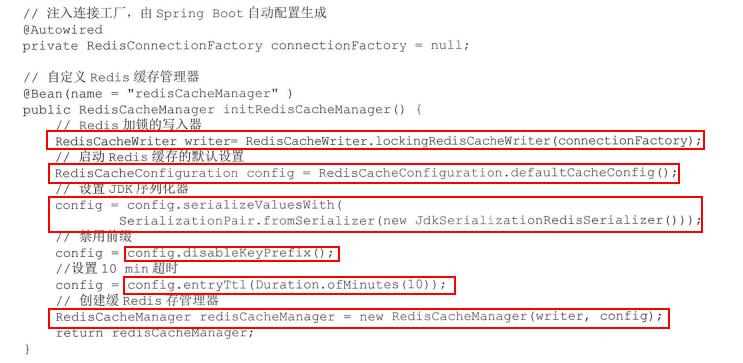 // 注入连接工厂，由 Spring Boot 自动配置生成
@Autowired
private RedisConnectionFactory connectionFactory = null;
// 自定义 Redis 缓存管理器
@Bean(name = "redisCacheManager" )
public RedisCacheManager initRedisCacheManager() {
// Redis 加锁的写入器
RedisCacheWriter writer= RedisCacheWriter.lockingRedisCacheWriter(connectionFactory);
// 启动 Redis 缓存的默认设置
RedisCacheConfiguration config = RedisCacheConfiguration.defaultCacheConfig();
// 设置 JDK 序列化器
config = config.serializeValuesWith(
SerializationPair.fromSerializer(new JdkSerializationRedisSerializer()));
// 禁用前缀
config = config.disableKeyPrefix();
//设置 10 min 超时
config = config.entryTtl(Duration.ofMinutes(10));
// 创建缓 Redis 存管理器
RedisCacheManager redisCacheManager = new RedisCacheManager(writer, config);
return redisCacheManager;
}